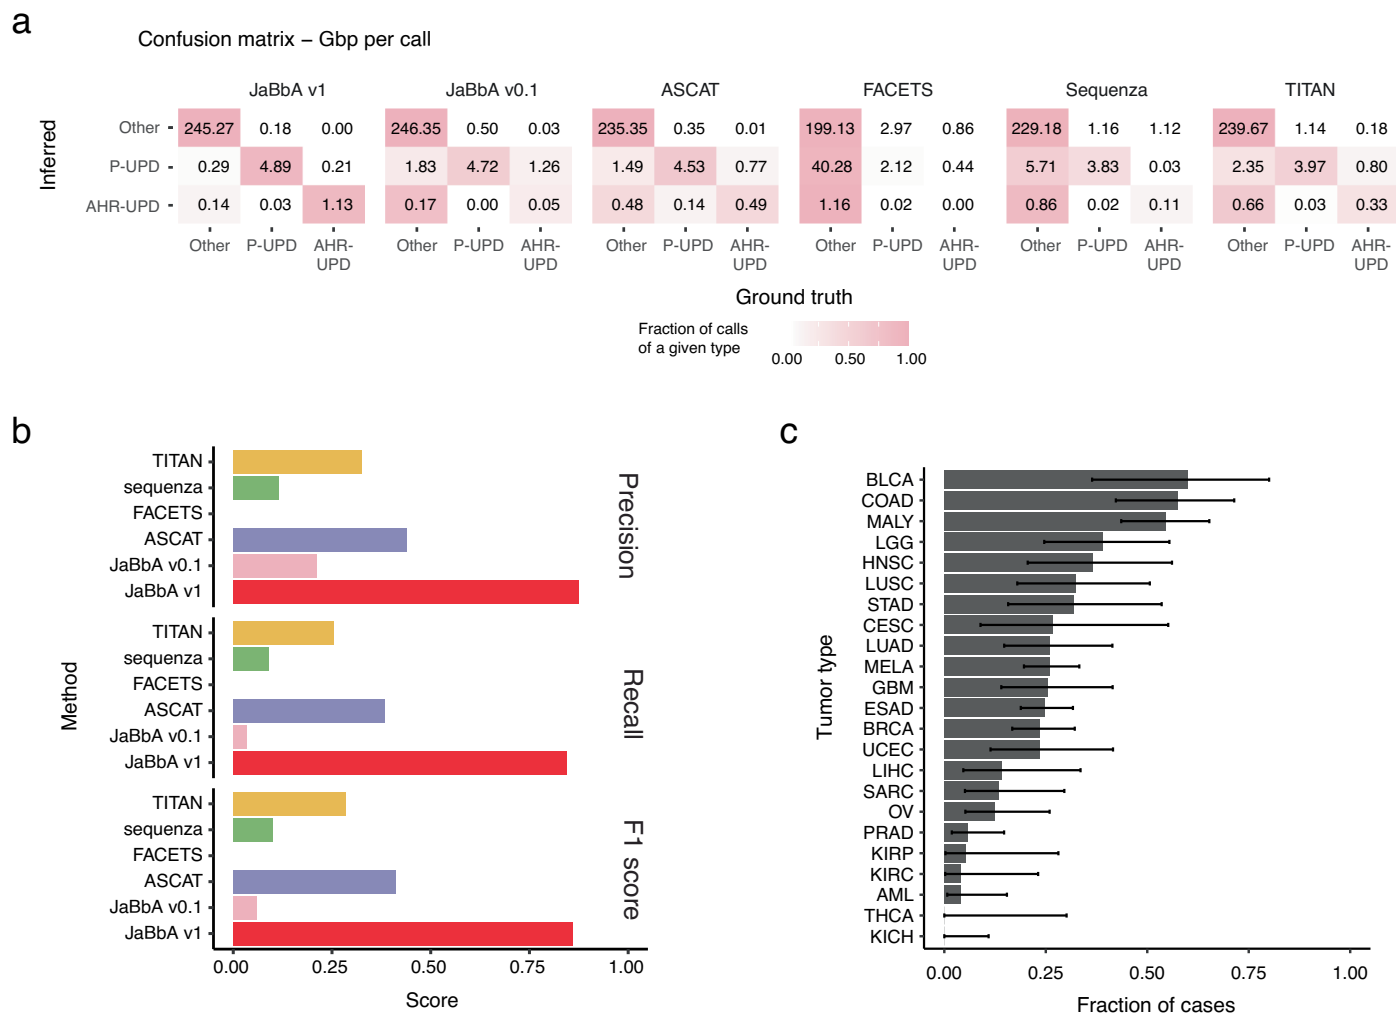 a
Confusion matrix – Gbp per call
JaBbA v1 JaBbA v0.1 ASCAT FACETS Sequenza TITAN
Inferred
Other 245.27 0.18 0.00 246.35 0.50 0.03 235.35 0.35 0.01 199.13 2.97 0.86 229.18 1.16 1.12 239.67 1.14 0.18
P-UPD 0.29 4.89 0.21 1.83 4.72 1.26 1.49 4.53 0.77 40.28 2.12 0.44 5.71 3.83 0.03 2.35 3.97 0.80
AHR-UPD 0.14 0.03 1.13 0.17 0.00 0.05 0.48 0.14 0.49 1.16 0.02 0.00 0.86 0.02 0.11 0.66 0.03 0.33
Other P-UPD AHR- Other P-UPD AHR- Other P-UPD AHR- Other P-UPD AHR- Other P-UPD AHR- Other P-UPD AHR-
UPD UPD UPD UPD UPD UPD
Ground truth
Fraction of calls
of a given type
0.00 0.50 1.00
b
Method
TITAN
sequenza
FACETS
ASCAT
JaBbA v0.1
JaBbA v1
Precision
TITAN
sequenza
FACETS
ASCAT
JaBbA v0.1
JaBbA v1
Recall
TITAN
sequenza
FACETS
ASCAT
JaBbA v0.1
JaBbA v1
F1 score
0.00 0.25 0.50 0.75 1.00
Score
c
Tumor type
BLCA
COAD
MALY
LGG
HNSC
LUSC
STAD
CESC
LUAD
MELA
GBM
ESAD
BRCA
UCEC
LIHC
SARC
OV
PRAD
KIRP
KIRC
AML
THCA
KICH
0.00 0.25 0.50 0.75 1.00
Fraction of cases